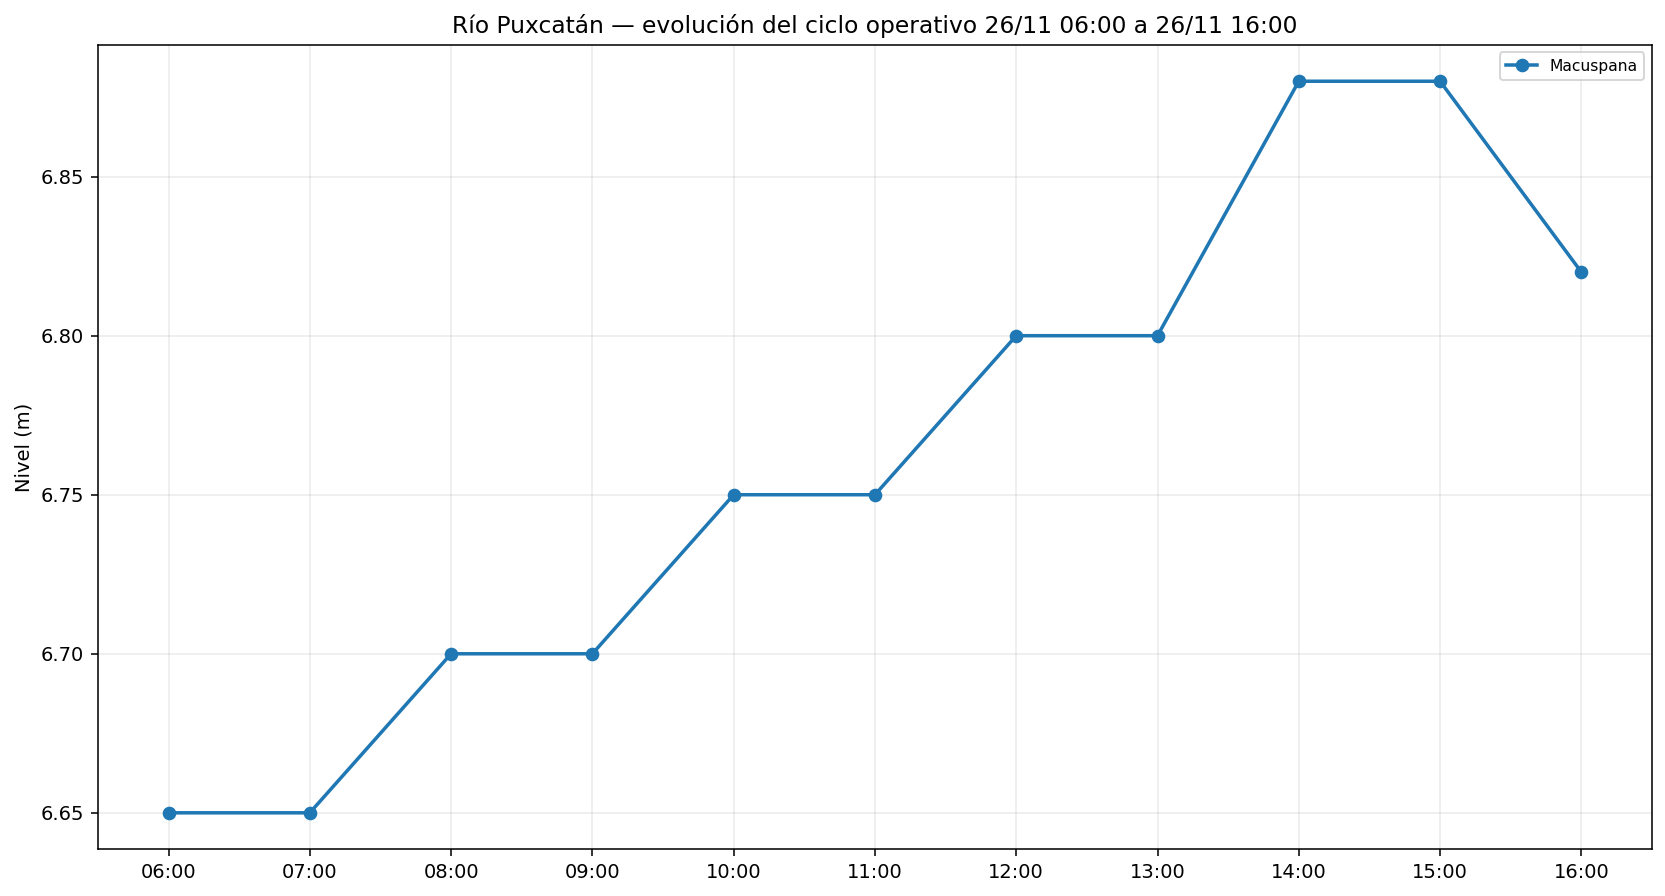 Río Puxcatán — evolución del ciclo operativo 26/11 06:00 a 26/11 16:00
Macuspana
Nivel (m)
6.85
6.80
6.75
6.70
6.65
06:00 07:00 08:00 09:00 10:00 11:00 12:00 13:00 14:00 15:00 16:00